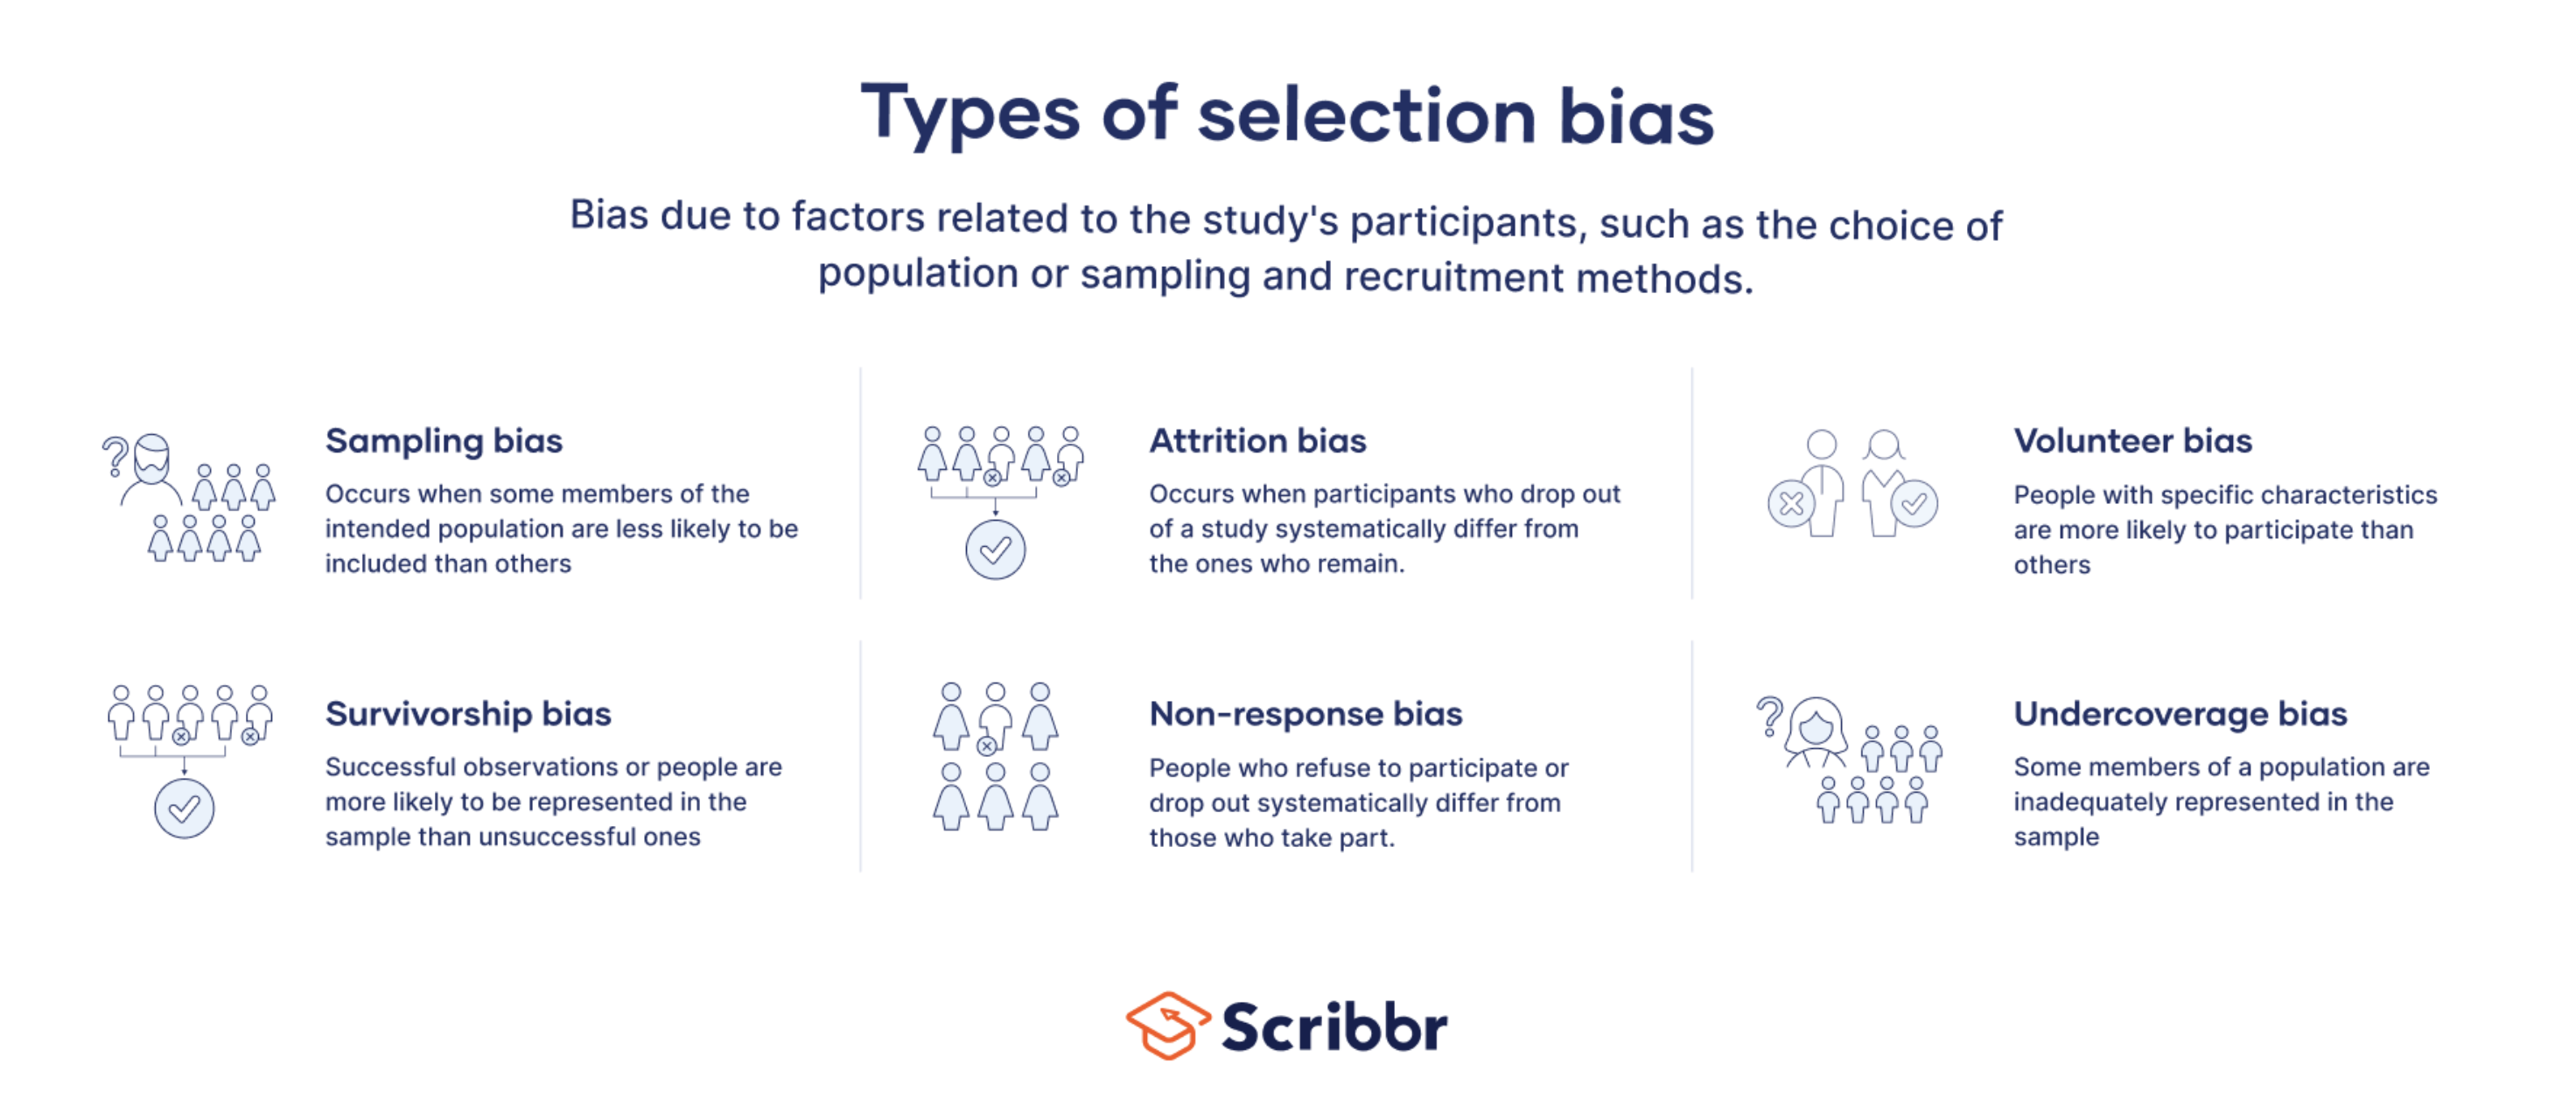 Types of selection bias
Bias due to factors related to the study's participants, such as the choice of
population or sampling and recruitment methods.
Sampling bias
Occurs when some members of the
intended population are less likely to be
included than others
Attrition bias
Occurs when participants who drop out
of a study systematically differ from
the ones who remain.
Volunteer bias
People with specific characteristics
are more likely to participate than
others
Survivorship bias
Successful observations or people are
more likely to be represented in the
sample than unsuccessful ones
Non-response bias
People who refuse to participate or
drop out systematically differ from
those who take part.
Undercoverage bias
Some members of a population are
inadequately represented in the
sample
Scribbr